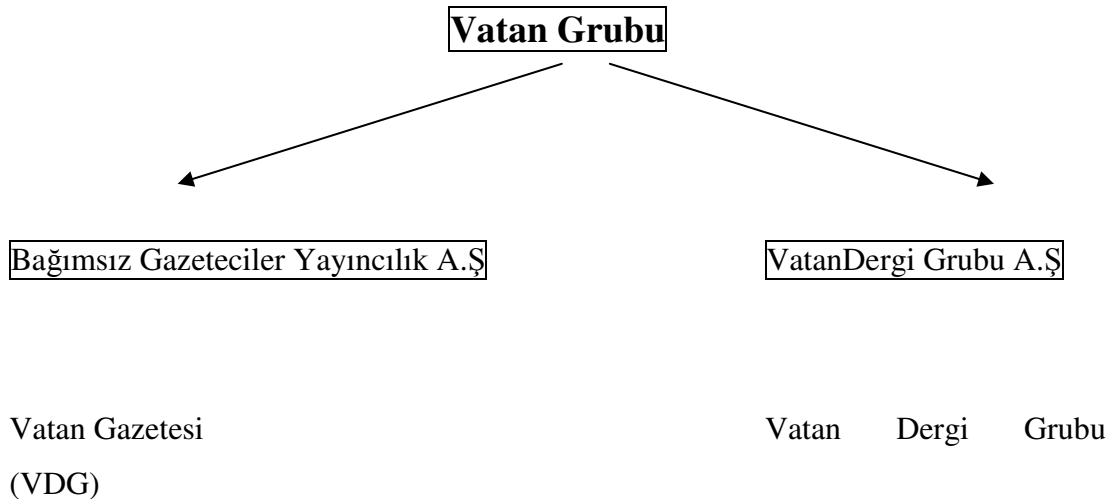 Vatan Grubu
Bağımsız Gazeteciler Yayıncılık A.Ş VatanDergi Grubu A.Ş
Vatan Gazetesi Vatan Dergi Grubu
(VDG)